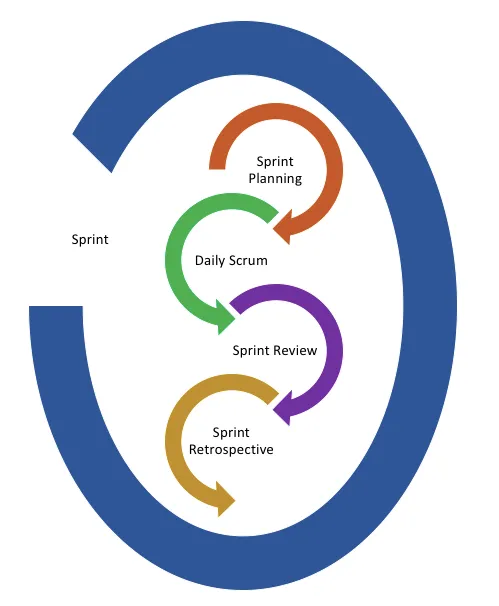 Sprint
Planning
Sprint
Daily Scrum
Sprint Review
Sprint
Retrospective